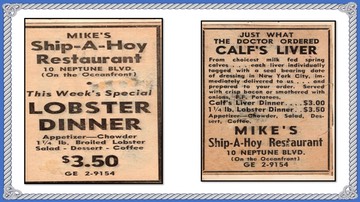 MIKE'S
Ship-A-Hoy
Restaurant
10 NEPTUNE BLVD.
(On the Oceanfront)
This Week's Special
LOBSTER
DINNER
Appetizer—Chowder
1¼ lb. Broiled Lobster
Salad - Dessert - Coffee
$3.50
GE 2-9154
JUST WHAT
THE DOCTOR ORDERED
CALF'S LIVER
From choicest milk fed spring
calves . . . . each liver individually
tagged with a seal bearing date
of dressing in New York City, im-
mediately delivered to us . . . . and
prepared to your order. Served
with crisp bacon or smothered with
onions, F.F. Potatoes.
Calf's Liver Dinner . . . . $3.00
1¼ lb. Lobster Dinner . . $3.50
Appetizer—Chowder, Salad, Des-
sert, Coffee.
MIKE'S
Ship-A-Hoy Restaurant
10 NEPTUNE BLVD.
(On the Oceanfront)
GE 2-9154